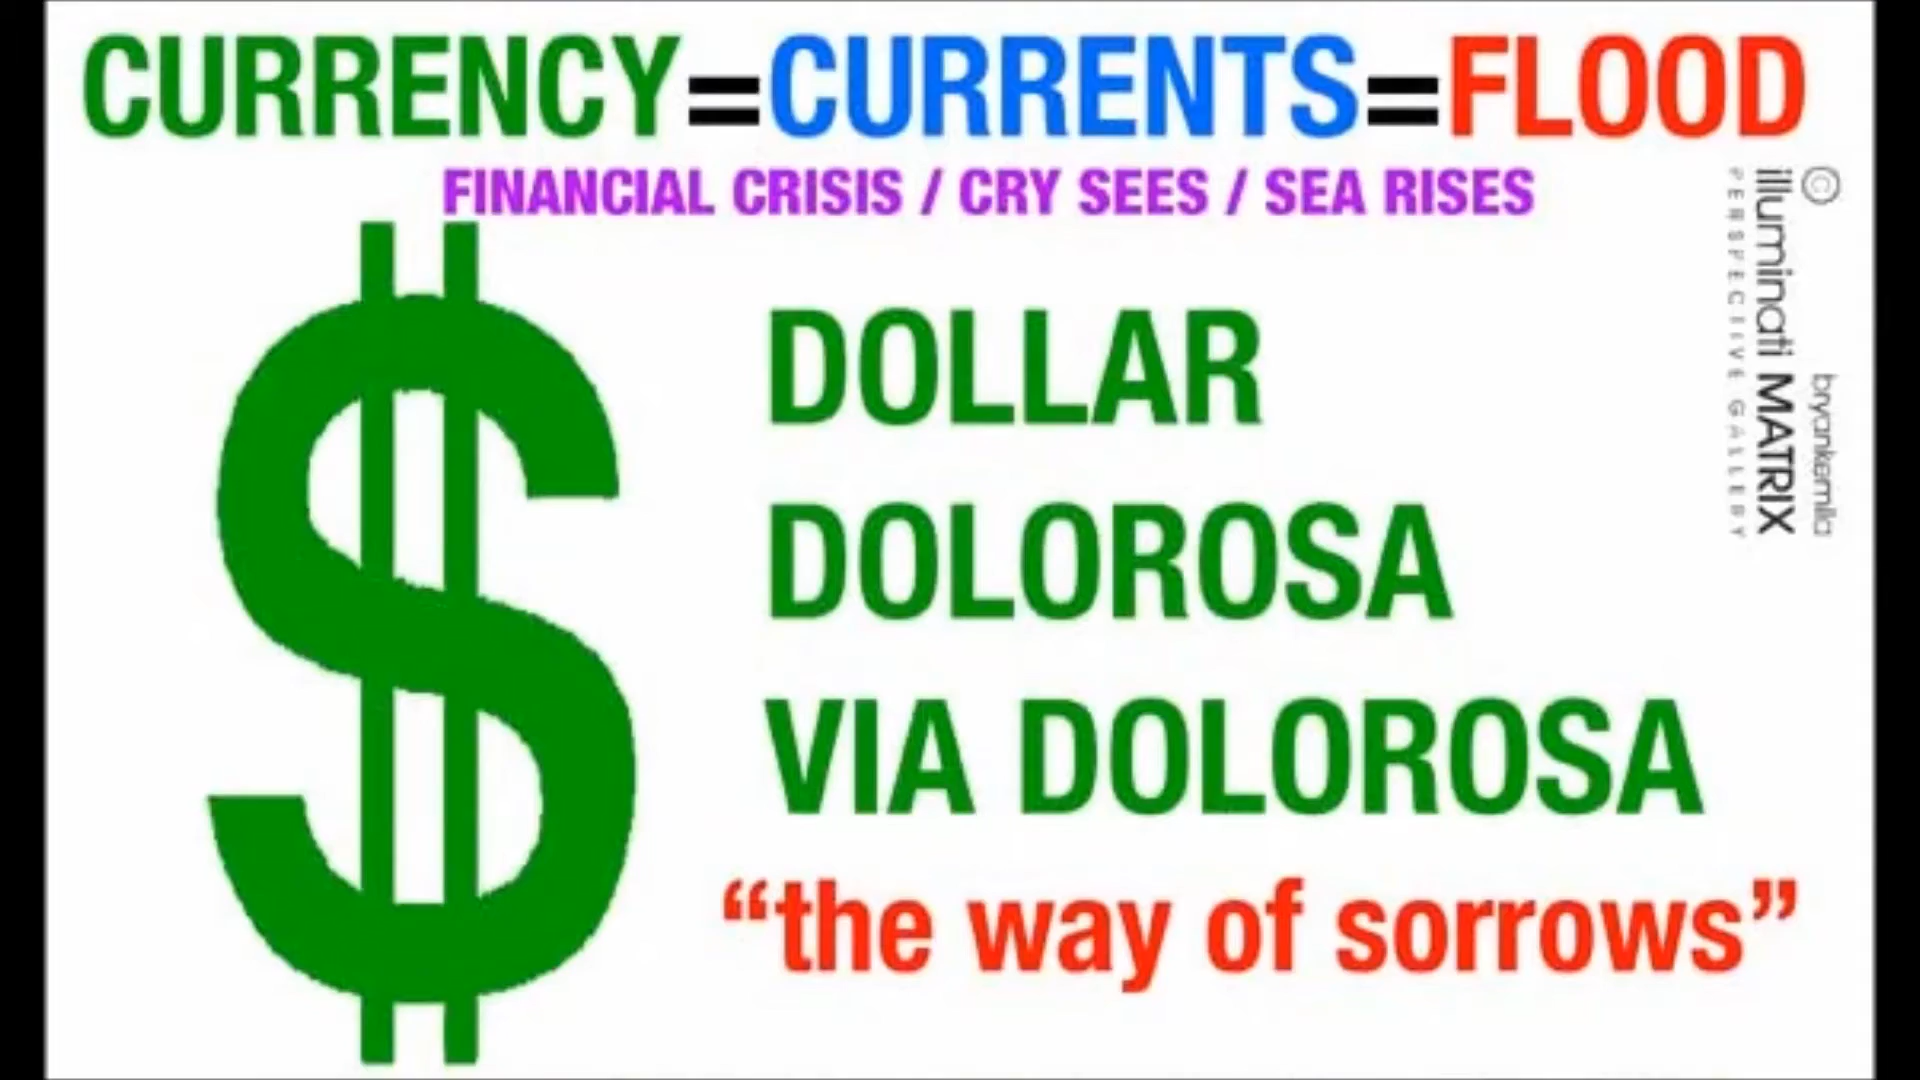 CURRENCY=CURRENTS=FLOOD
FINANCIAL CRISIS / CRY SEES / SEA RISES
$
DOLLAR
DOLOROSA
VIA DOLOROSA
“the way of sorrows”
©
bryankemila
illuminati MATRIX
PERSPECTIVE GALLERY